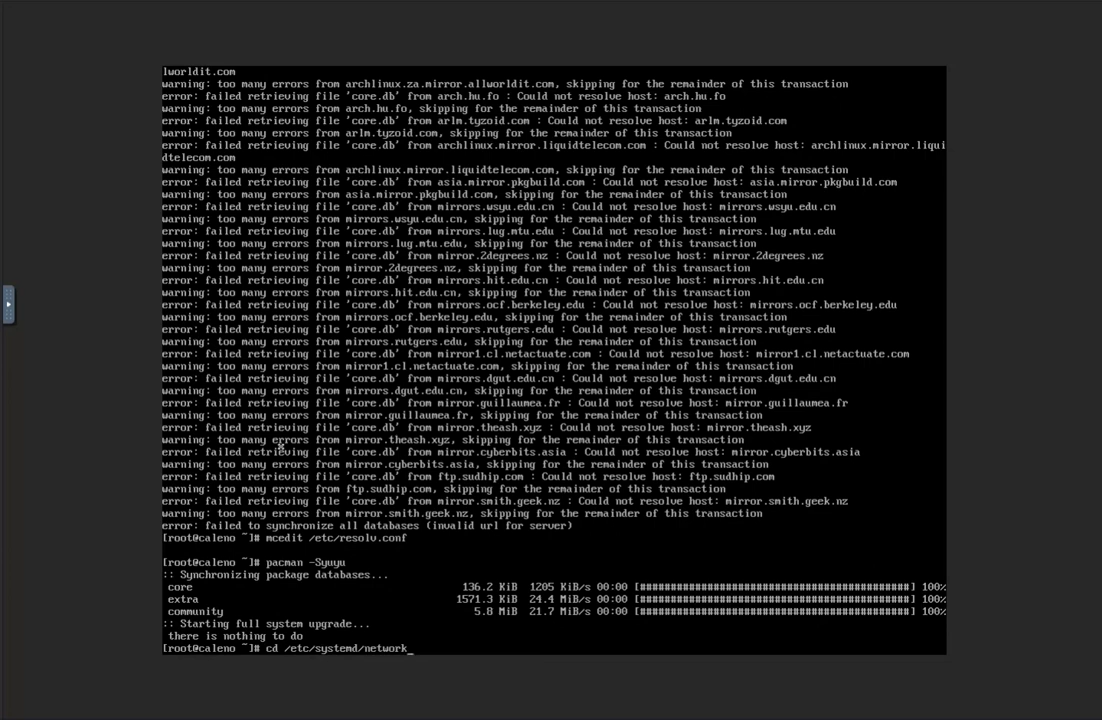 lworldit.com
warning: too many errors from archlinux.za.mirror.allworldit.com, skipping for the remainder of this transaction
error: failed retrieving file 'core.db' from arch.hu.fo : Could not resolve host: arch.hu.fo
warning: too many errors from arch.hu.fo, skipping for the remainder of this transaction
error: failed retrieving file 'core.db' from arlm.tyzoid.com : Could not resolve host: arlm.tyzoid.com
warning: too many errors from arlm.tyzoid.com, skipping for the remainder of this transaction
error: failed retrieving file 'core.db' from archlinux.mirror.liquidtelecom.com : Could not resolve host: archlinux.mirror.liqui
dtelecom.com
warning: too many errors from archlinux.mirror.liquidtelecom.com, skipping for the remainder of this transaction
error: failed retrieving file 'core.db' from asia.mirror.pkgbuild.com : Could not resolve host: asia.mirror.pkgbuild.com
warning: too many errors from asia.mirror.pkgbuild.com, skipping for the remainder of this transaction
error: failed retrieving file 'core.db' from mirrors.wsyu.edu.cn : Could not resolve host: mirrors.wsyu.edu.cn
warning: too many errors from mirrors.wsyu.edu.cn, skipping for the remainder of this transaction
error: failed retrieving file 'core.db' from mirrors.lug.mtu.edu : Could not resolve host: mirrors.lug.mtu.edu
warning: too many errors from mirrors.lug.mtu.edu, skipping for the remainder of this transaction
error: failed retrieving file 'core.db' from mirror.2degrees.nz : Could not resolve host: mirror.2degrees.nz
warning: too many errors from mirror.2degrees.nz, skipping for the remainder of this transaction
error: failed retrieving file 'core.db' from mirrors.hit.edu.cn : Could not resolve host: mirrors.hit.edu.cn
warning: too many errors from mirrors.hit.edu.cn, skipping for the remainder of this transaction
error: failed retrieving file 'core.db' from mirrors.ocf.berkeley.edu : Could not resolve host: mirrors.ocf.berkeley.edu
warning: too many errors from mirrors.ocf.berkeley.edu, skipping for the remainder of this transaction
error: failed retrieving file 'core.db' from mirrors.rutgers.edu : Could not resolve host: mirrors.rutgers.edu
warning: too many errors from mirrors.rutgers.edu, skipping for the remainder of this transaction
error: failed retrieving file 'core.db' from mirror1.cl.netactuate.com : Could not resolve host: mirror1.cl.netactuate.com
warning: too many errors from mirror1.cl.netactuate.com, skipping for the remainder of this transaction
error: failed retrieving file 'core.db' from mirrors.dgut.edu.cn : Could not resolve host: mirrors.dgut.edu.cn
warning: too many errors from mirrors.dgut.edu.cn, skipping for the remainder of this transaction
error: failed retrieving file 'core.db' from mirror.guillaumea.fr : Could not resolve host: mirror.guillaumea.fr
warning: too many errors from mirror.guillaumea.fr, skipping for the remainder of this transaction
error: failed retrieving file 'core.db' from mirror.theash.xyz : Could not resolve host: mirror.theash.xyz
warning: too many errors from mirror.theash.xyz, skipping for the remainder of this transaction
error: failed retrieving file 'core.db' from mirror.cyberbits.asia : Could not resolve host: mirror.cyberbits.asia
warning: too many errors from mirror.cyberbits.asia, skipping for the remainder of this transaction
error: failed retrieving file 'core.db' from ftp.sudhip.com : Could not resolve host: ftp.sudhip.com
warning: too many errors from ftp.sudhip.com, skipping for the remainder of this transaction
error: failed retrieving file 'core.db' from mirror.smith.geek.nz : Could not resolve host: mirror.smith.geek.nz
warning: too many errors from mirror.smith.geek.nz, skipping for the remainder of this transaction
error: failed to synchronize all databases (invalid url for server)
[root@caleno ~]# mcedit /etc/resolv.conf
[root@caleno ~]# pacman -Syuyu
:: Synchronizing package databases...
core 136.2 KiB 1205 KiB/s 00:00 [############################################] 100%
extra 1571.3 KiB 24.4 MiB/s 00:00 [############################################] 100%
community 5.8 MiB 21.7 MiB/s 00:00 [############################################] 100%
:: Starting full system upgrade...
there is nothing to do
[root@caleno ~]# cd /etc/systemd/network_